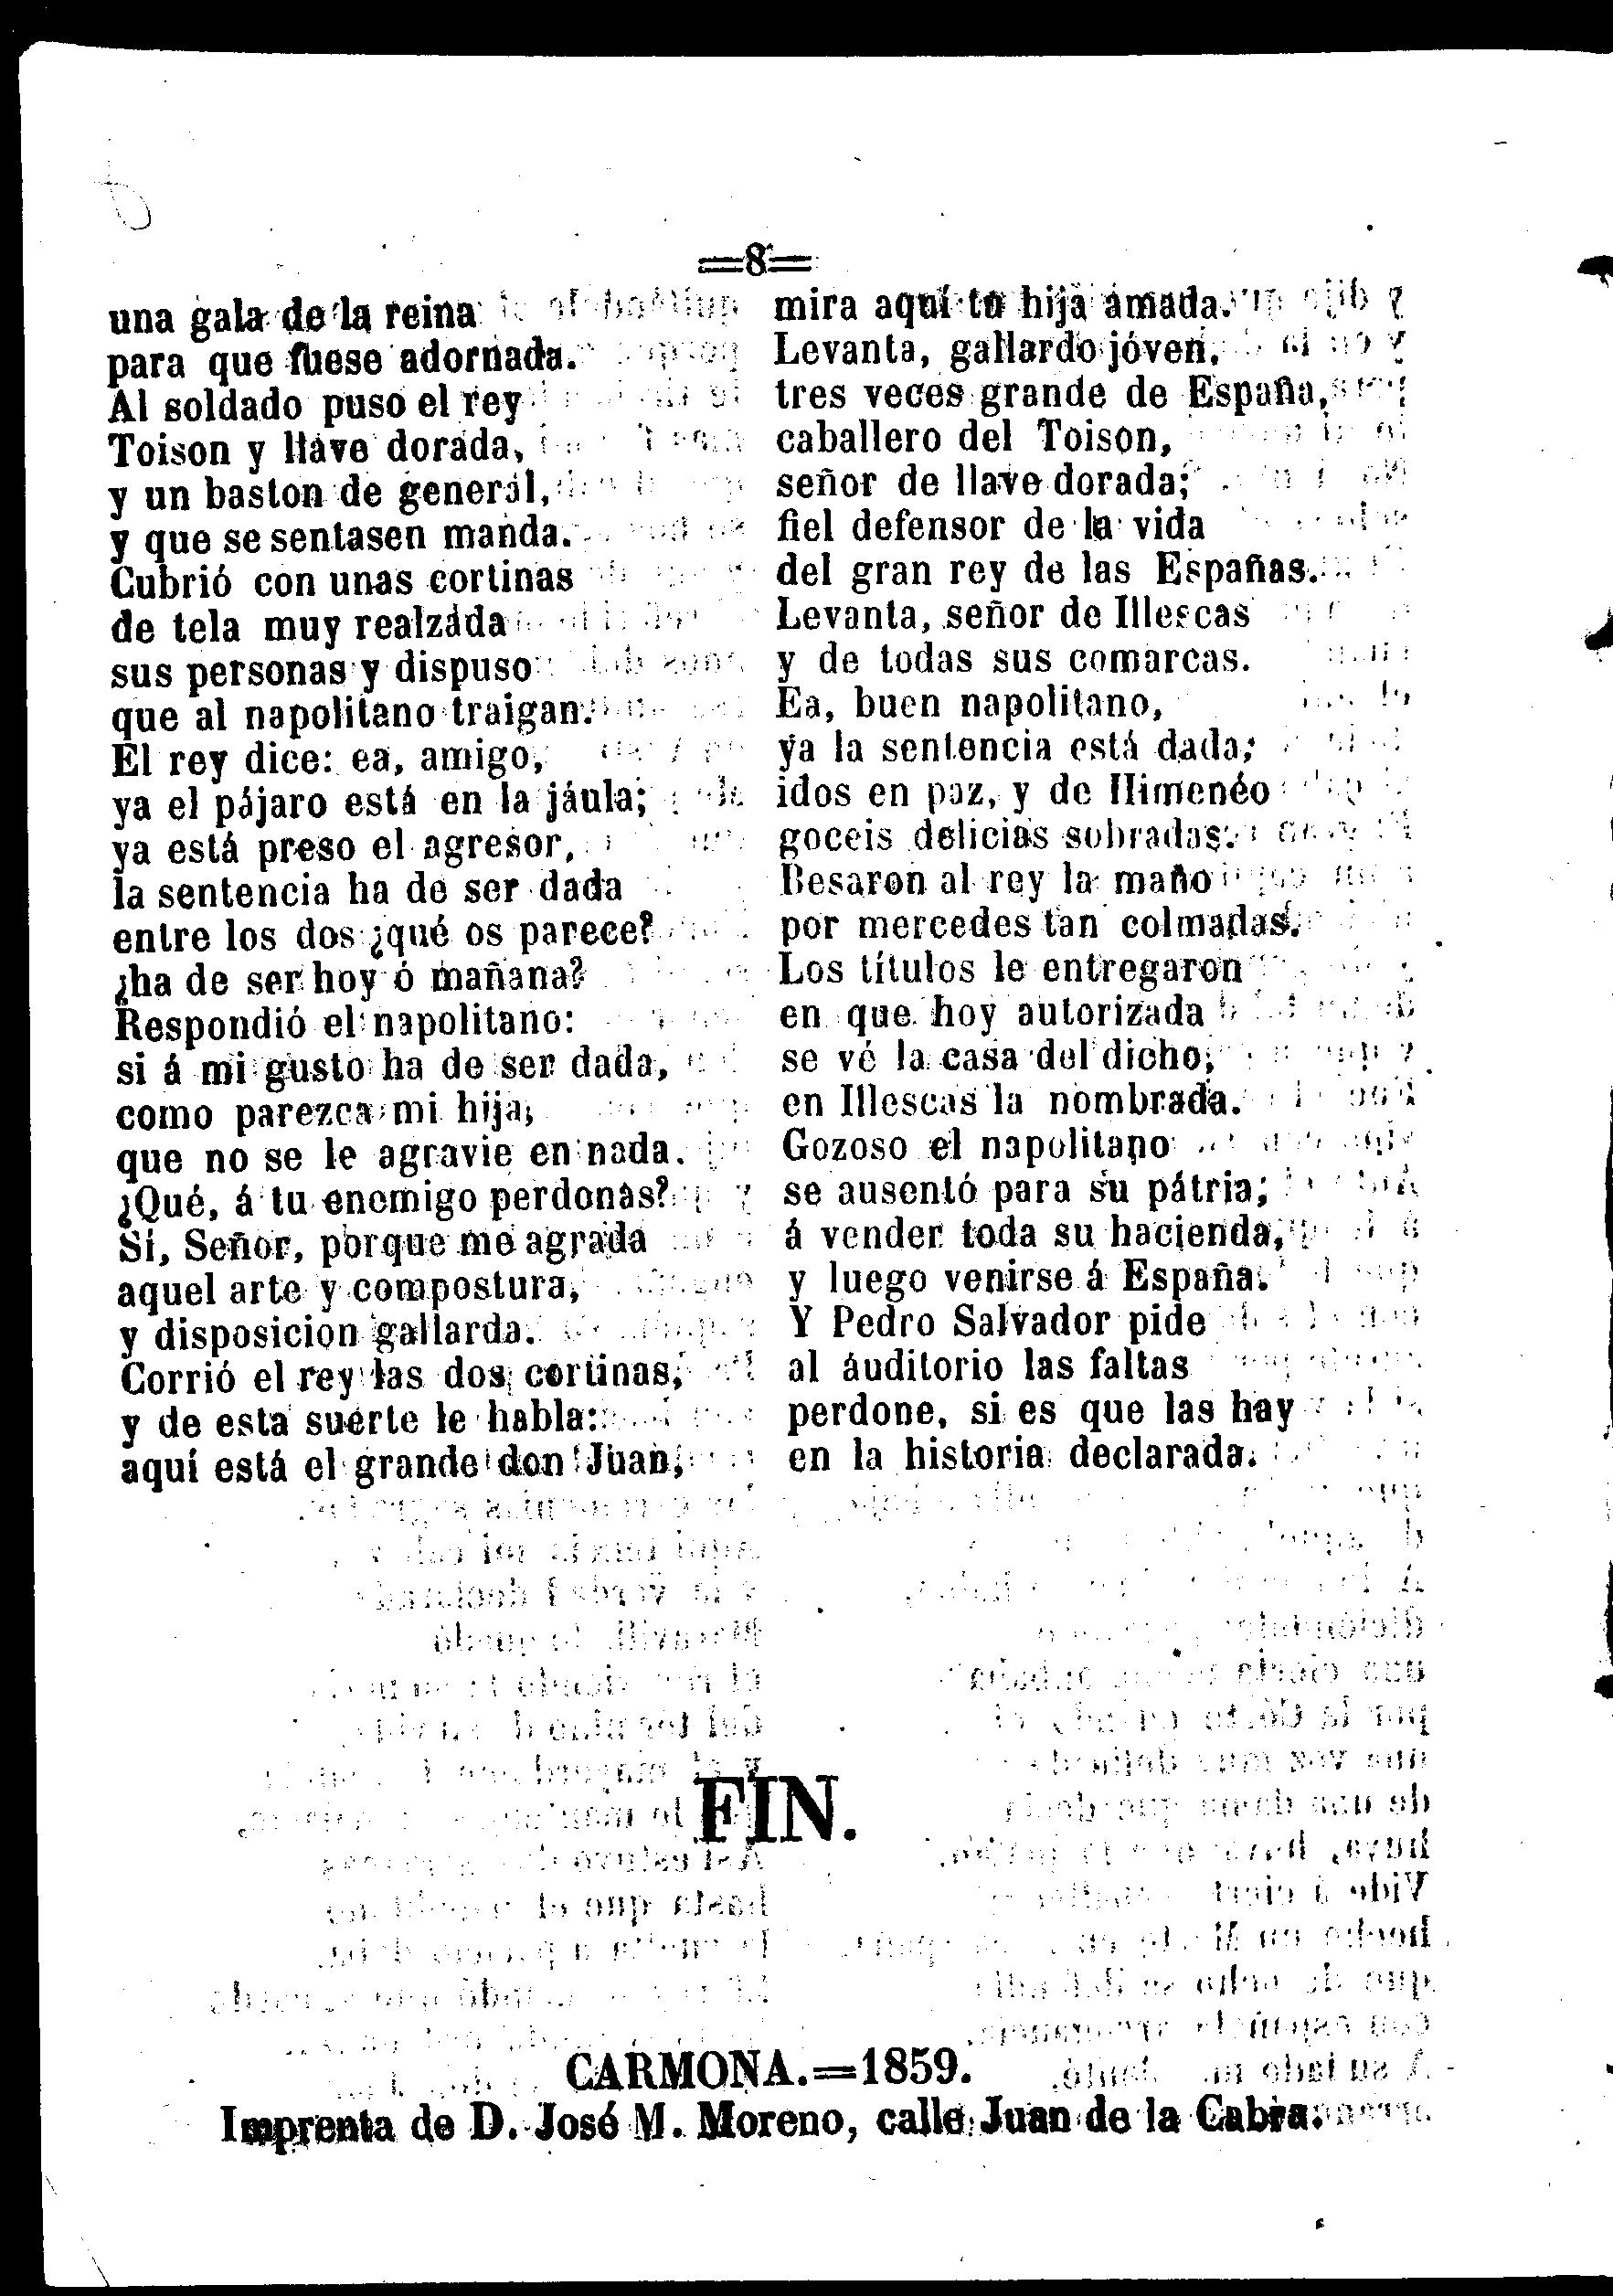 =8=
una gala de la reina
para que fuese adornada.
Al soldado puso el rey
Toison y llave dorada,
y un baston de general,
y que se sentasen manda.
Cubrió con unas cortinas
de tela muy realzada
sus personas y dispuso
que al napolitano traigan.
El rey dice: ea, amigo,
ya el pájaro está en la jáula;
ya está preso el agresor,
la sentencia ha de ser dada
entre los dos ¿qué os parece?
¿ha de ser hoy ó mañana?
Respondió el napolitano:
si á mi gusto ha de ser dada,
como parezca mi hija,
que no se le agravie en nada.
¿Qué, á tu enemigo perdonas?
Si, Señor, porque me agrada
aquel arte y compostura,
y disposicion gallarda.
Corrió el rey las dos cortinas,
y de esta suerte le habla:
aquí está el grande don Juan,
mira aquí tu hija amada.
Levanta, gallardo jóven,
tres veces grande de España,
caballero del Toison,
señor de llave dorada;
fiel defensor de la vida
del gran rey de las Españas.
Levanta, señor de Illescas
y de todas sus comarcas.
Ea, buen napolitano,
ya la sentencia está dada;
idos en paz, y de Himenéo
goceis delicias sobradas.
Besaron al rey la maño
por mercedes tan colmadas.
Los títulos le entregaron
en que hoy autorizada
se vé la casa del dicho,
en Illescas la nombrada.
Gozoso el napolitano
se ausentó para su pátria;
á vender toda su hacienda,
y luego venirse á España.
Y Pedro Salvador pide
al áuditorio las faltas
perdone, si es que las hay
en la historia declarada.
FIN.
CARMONA.=1859.
Imprenta de D. José M. Moreno, calle Juan de la Cabra.